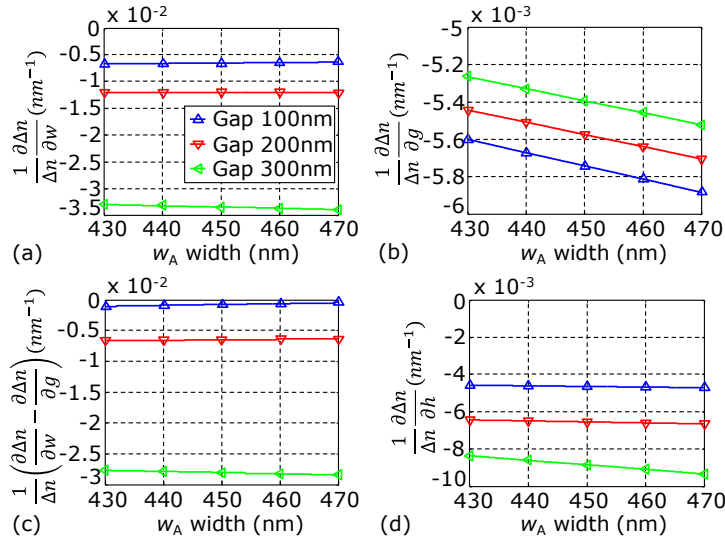 x 10⁻²
0
-0.5
-1
-1.5
-2
-2.5
-3
-3.5
430 440 450 460 470
(a) w_A width (nm)
1/Δn ∂Δn/∂w (nm⁻¹)
Gap 100nm
Gap 200nm
Gap 300nm
x 10⁻³
-5
-5.2
-5.4
-5.6
-5.8
-6
430 440 450 460 470
(b) w_A width (nm)
1/Δn ∂Δn/∂g (nm⁻¹)
x 10⁻²
0
-0.5
-1
-1.5
-2
-2.5
-3
430 440 450 460 470
(c) w_A width (nm)
1/Δn (∂Δn/∂w − ∂Δn/∂g) (nm⁻¹)
x 10⁻³
0
-2
-4
-6
-8
-10
430 440 450 460 470
(d) w_A width (nm)
1/Δn ∂Δn/∂h (nm⁻¹)